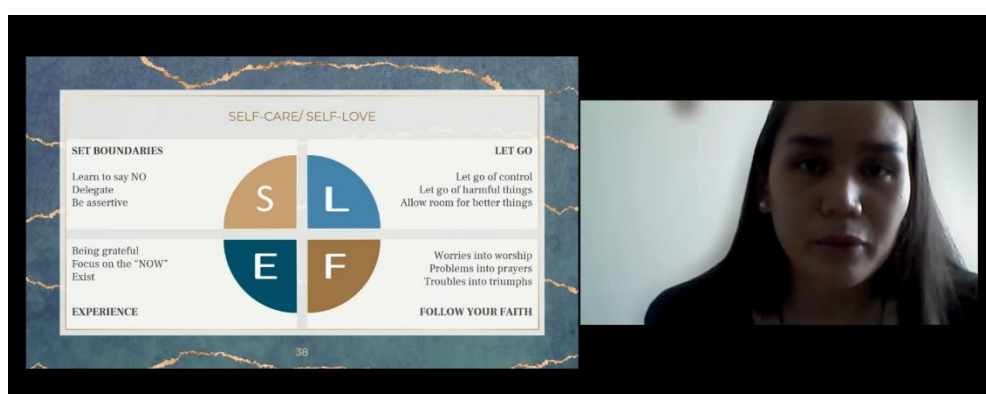 SELF-CARE/ SELF-LOVE
SET BOUNDARIES
Learn to say NO
Delegate
Be assertive
LET GO
Let go of control
Let go of harmful things
Allow room for better things
S
L
E
F
Being grateful
Focus on the “NOW”
Exist
EXPERIENCE
Worries into worship
Problems into prayers
Troubles into triumphs
FOLLOW YOUR FAITH
38